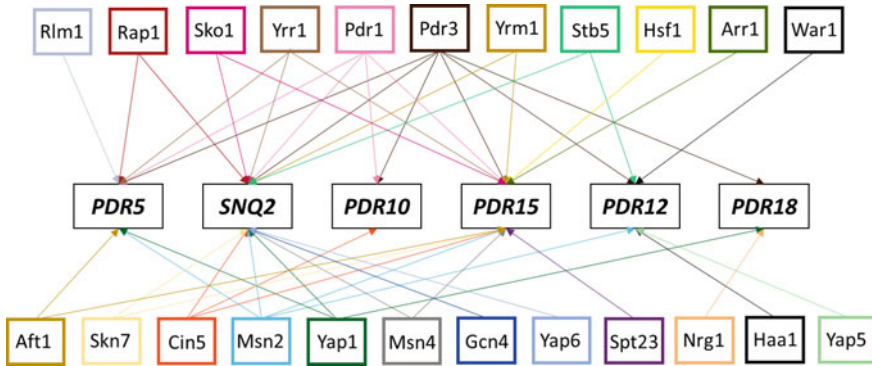 Rlm1 Rap1 Sko1 Yrr1 Pdr1 Pdr3 Yrm1 Stb5 Hsf1 Arr1 War1
PDR5 SNQ2 PDR10 PDR15 PDR12 PDR18
Aft1 Skn7 Cin5 Msn2 Yap1 Msn4 Gcn4 Yap6 Spt23 Nrg1 Haa1 Yap5